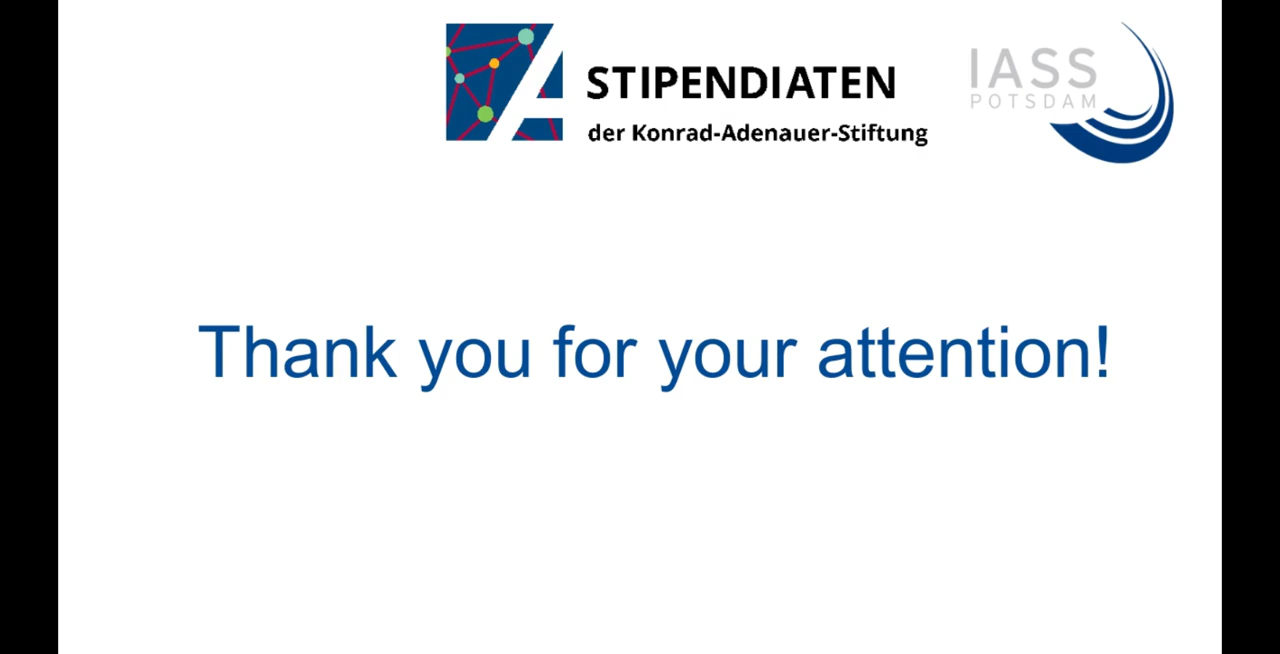 STIPENDIATEN
der Konrad-Adenauer-Stiftung
IASS
POTSDAM
Thank you for your attention!